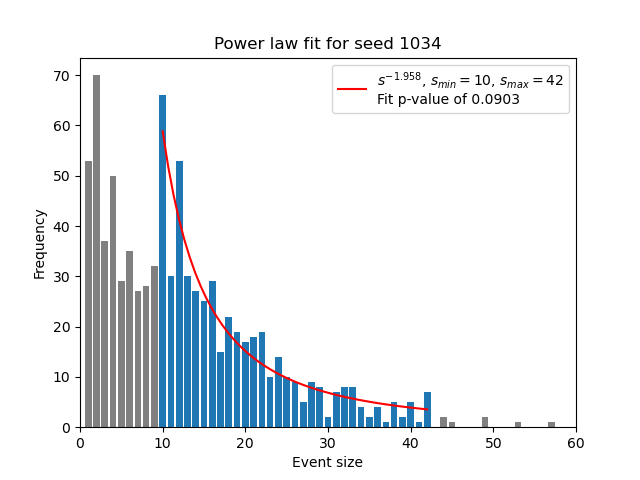 Power law fit for seed 1034
s^{-1.958}, s_{min} = 10, s_{max} = 42
Fit p-value of 0.0903
70
60
50
40
30
20
10
0
Frequency
0 10 20 30 40 50 60
Event size